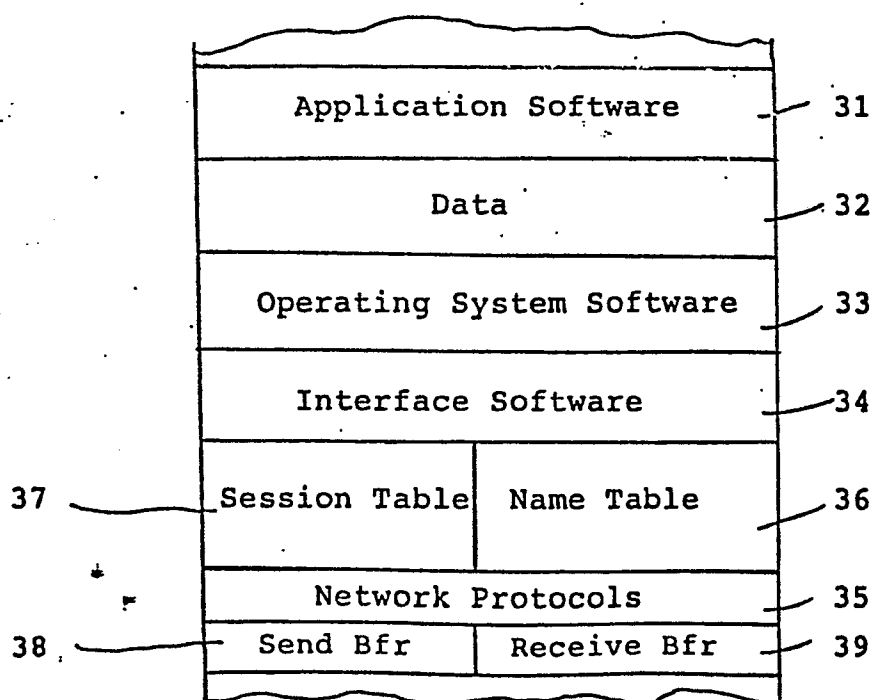 Application Software 31
Data 32
Operating System Software 33
Interface Software 34
37 Session Table Name Table 36
Network Protocols 35
38 Send Bfr Receive Bfr 39